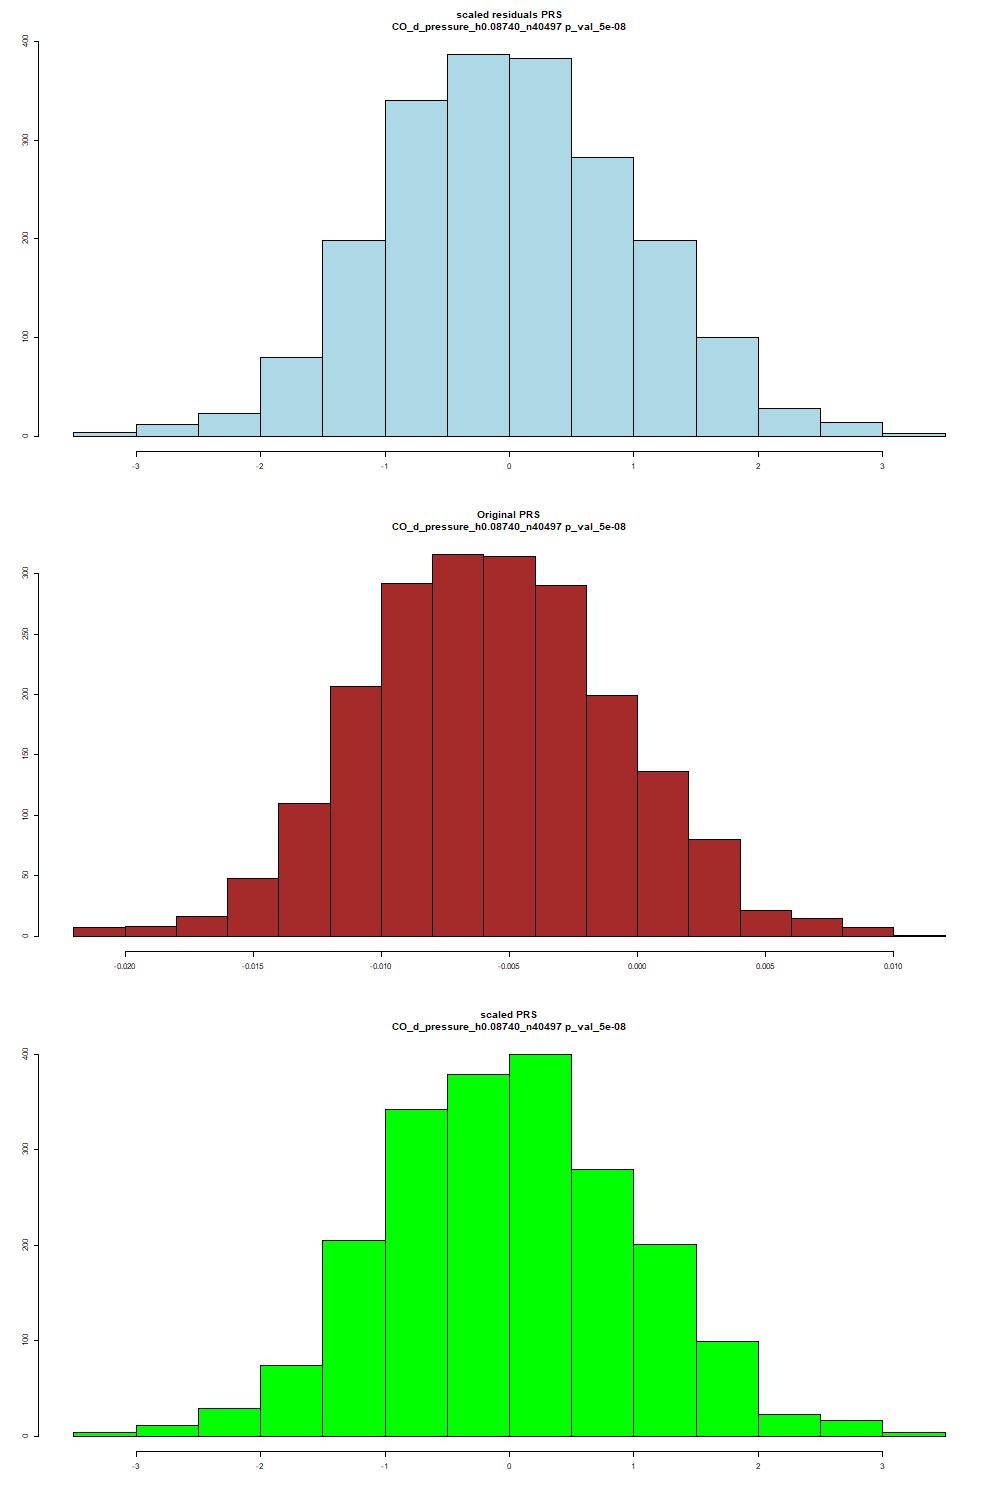 scaled residuals PRS
CO_d_pressure_h0.08740_n40497 p_val_5e-08
400
300
200
100
0
-3 -2 -1 0 1 2 3
Original PRS
CO_d_pressure_h0.08740_n40497 p_val_5e-08
300
250
200
150
100
50
0
-0.020 -0.015 -0.010 -0.005 0.000 0.005 0.010
scaled PRS
CO_d_pressure_h0.08740_n40497 p_val_5e-08
400
300
200
100
0
-3 -2 -1 0 1 2 3